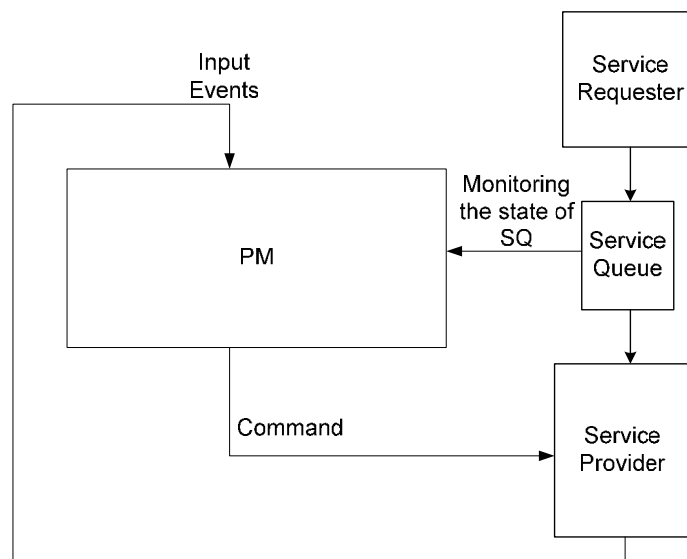 Input
Events
Service
Requester
Monitoring
the state of
SQ
PM
Service
Queue
Command
Service
Provider